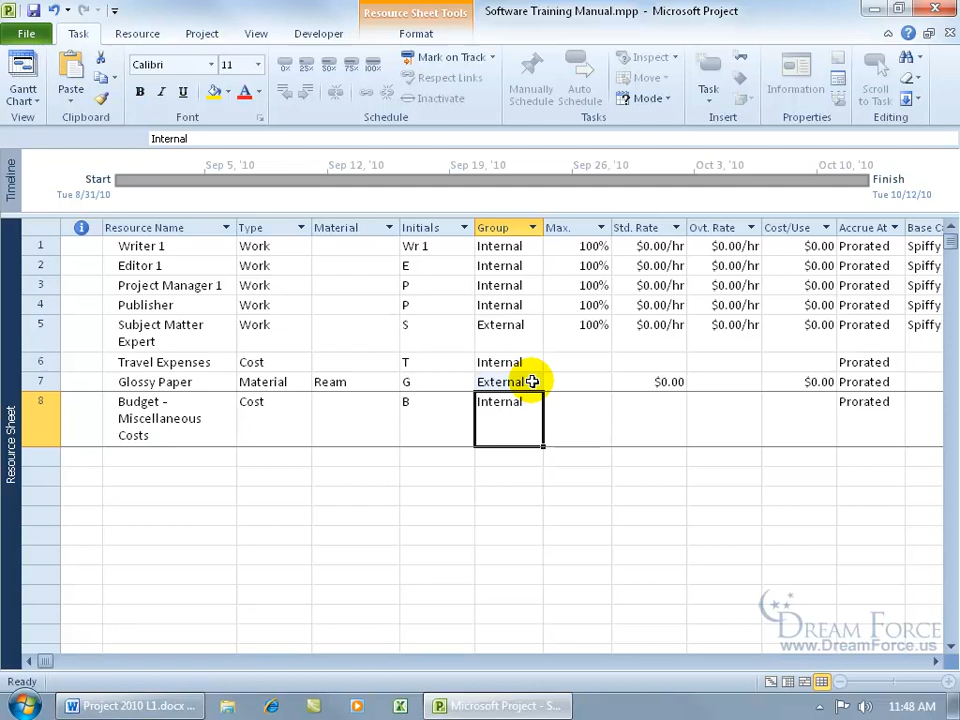 Resource Sheet Tools
Software Training Manual.mpp - Microsoft Project
File Task Resource Project View Developer Format
Gantt Chart
View
Paste
Clipboard
Calibri 11
B I U A
Font
0% 25% 50% 75% 100%
Mark on Track
Respect Links
Inactivate
Schedule
Manually Schedule
Auto Schedule
Inspect
Move
Mode
Tasks
Task
Insert
Information
Properties
Scroll to Task
Editing
Internal
Timeline
Sep 5, '10 Sep 12, '10 Sep 19, '10 Sep 26, '10 Oct 3, '10 Oct 10, '10
Start Finish
Tue 8/31/10 Tue 10/12/10
Resource Sheet
Resource Name Type Material Initials Group Max. Std. Rate Ovt. Rate Cost/Use Accrue At Base C
1 Writer 1 Work Wr 1 Internal 100% $0.00/hr $0.00/hr $0.00 Prorated Spiffy
2 Editor 1 Work E Internal 100% $0.00/hr $0.00/hr $0.00 Prorated Spiffy
3 Project Manager 1 Work P Internal 100% $0.00/hr $0.00/hr $0.00 Prorated Spiffy
4 Publisher Work P Internal 100% $0.00/hr $0.00/hr $0.00 Prorated Spiffy
5 Subject Matter Work S External 100% $0.00/hr $0.00/hr $0.00 Prorated Spiffy
Expert
6 Travel Expenses Cost T Internal Prorated
7 Glossy Paper Material Ream G External $0.00 $0.00 Prorated
8 Budget - Cost B Internal Prorated
Miscellaneous
Costs
DREAM FORCE
www.DreamForce.us
Ready
Project 2010 L1.docx ... Microsoft Project - S... 11:48 AM